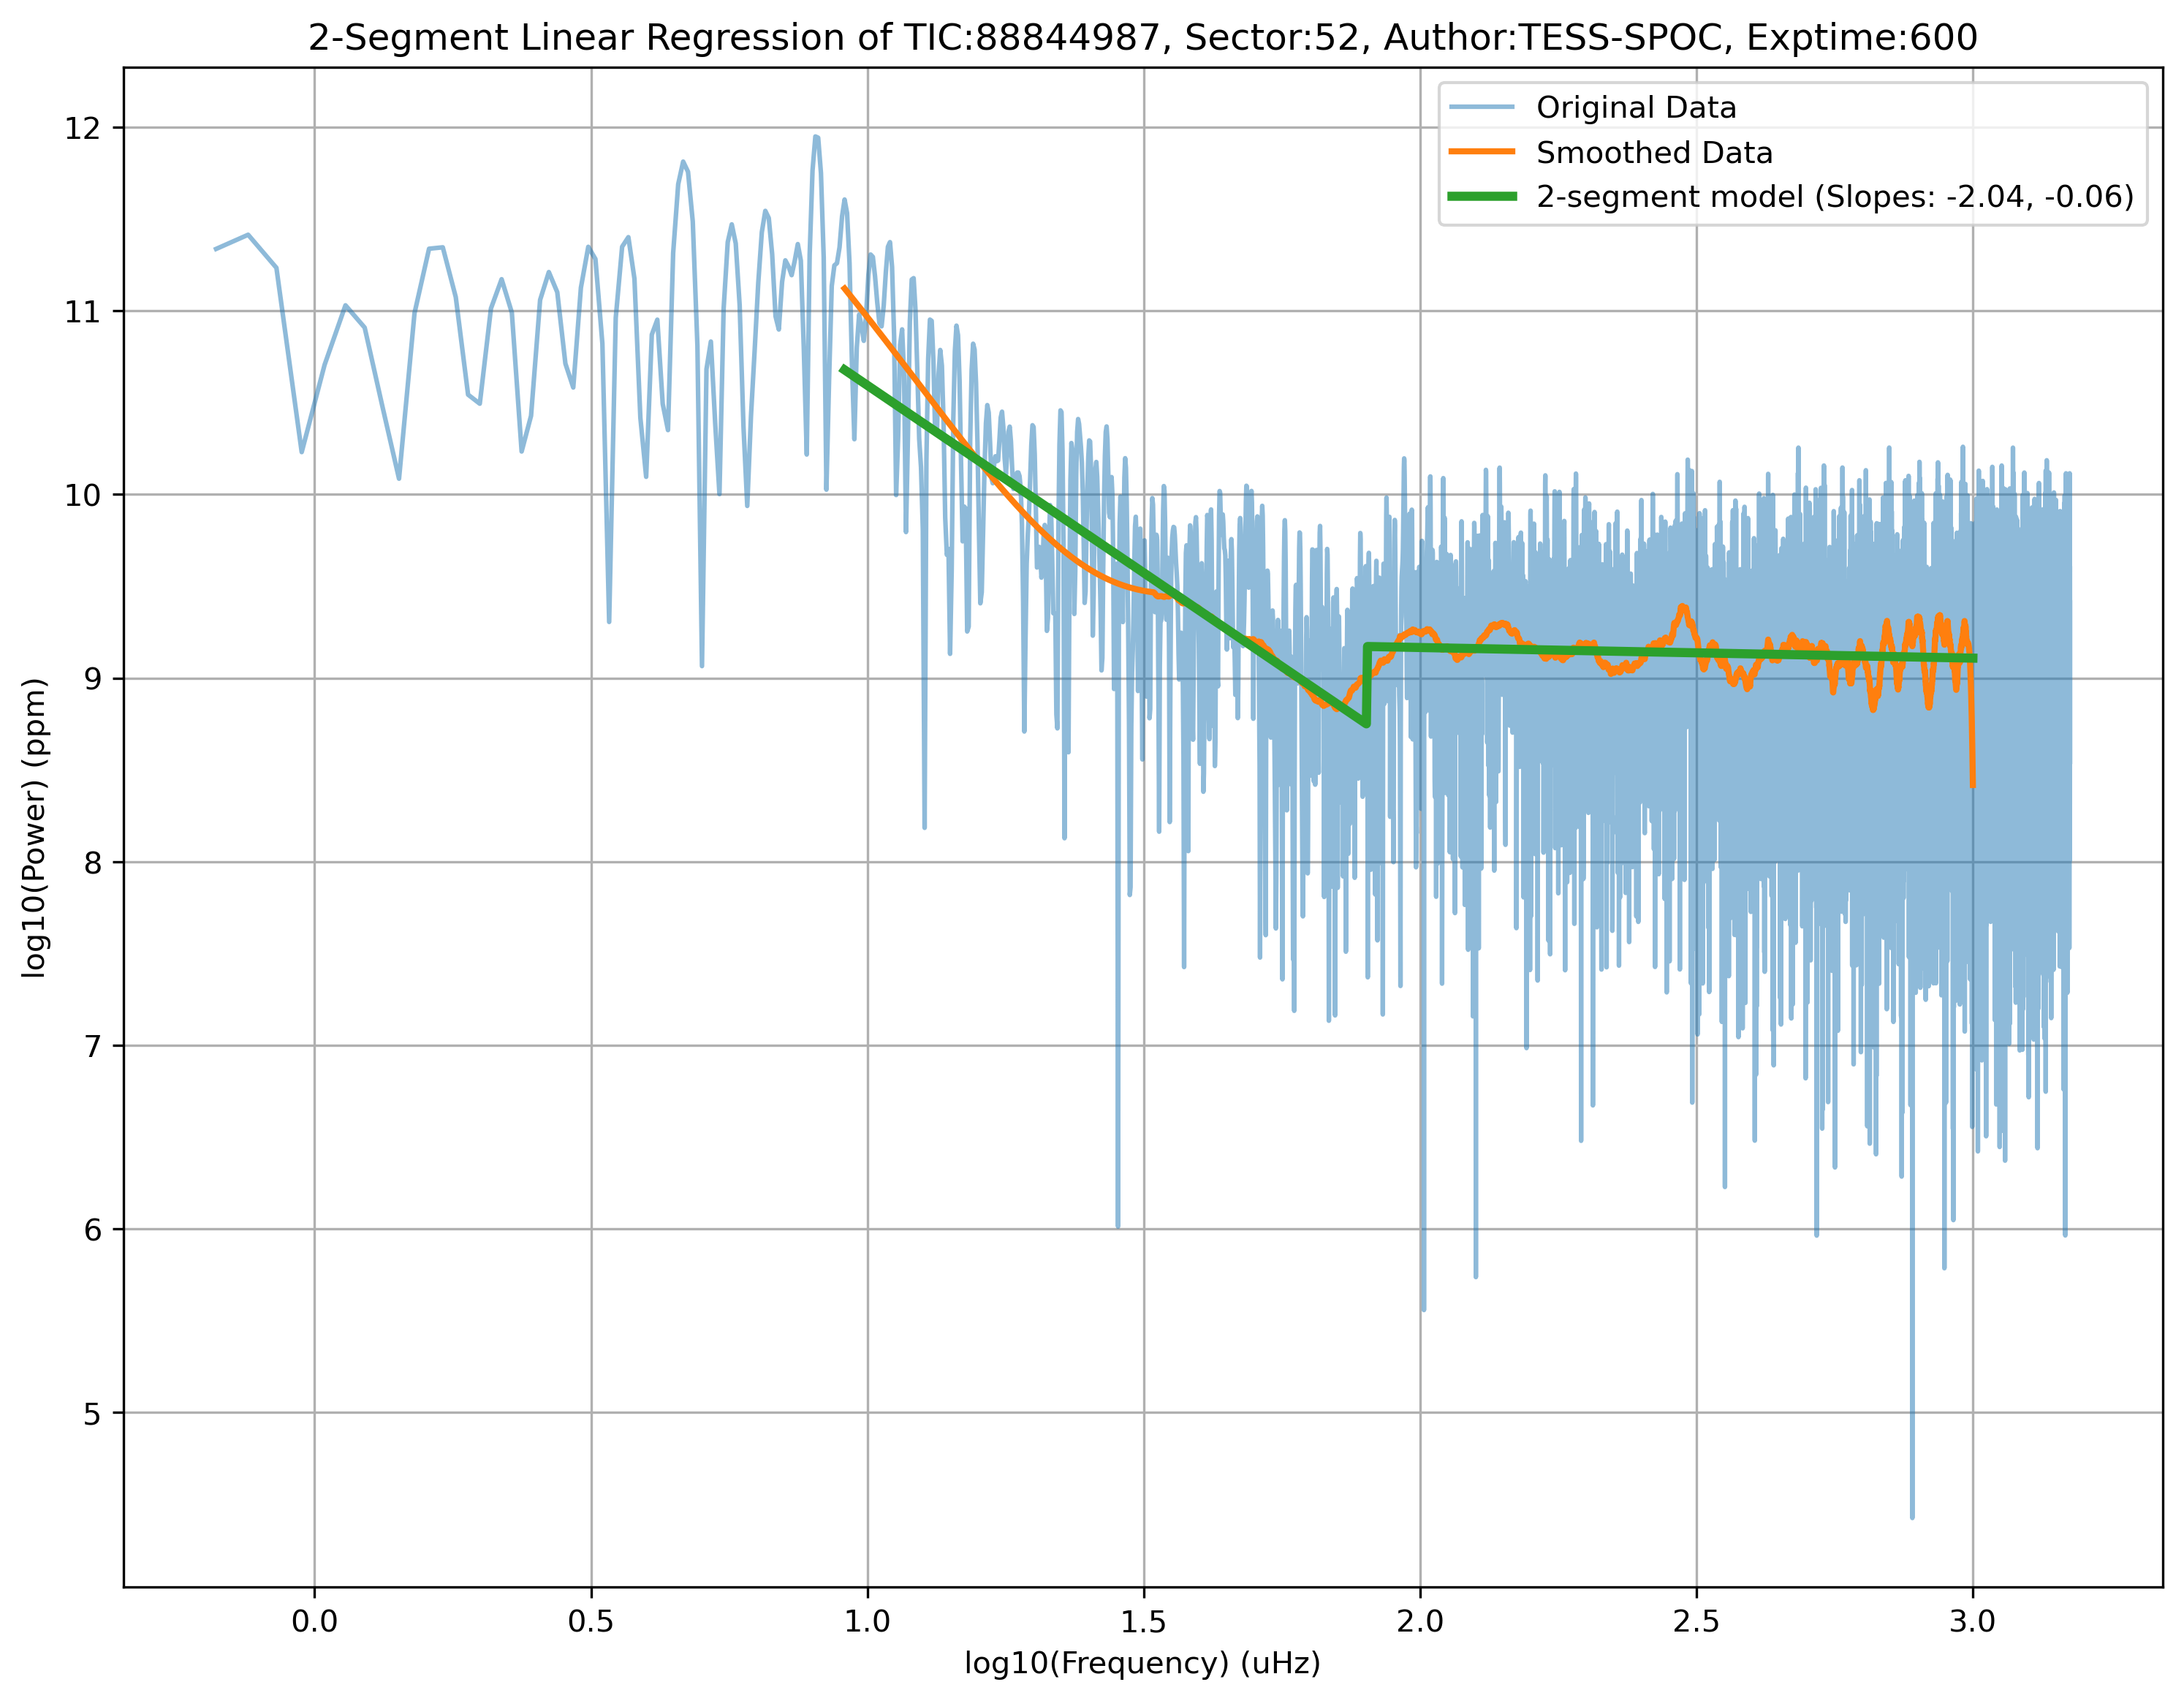 2-Segment Linear Regression of TIC:88844987, Sector:52, Author:TESS-SPOC, Exptime:600
Original Data
Smoothed Data
2-segment model (Slopes: -2.04, -0.06)
log10(Power) (ppm)
12
11
10
9
8
7
6
5
0.0 0.5 1.0 1.5 2.0 2.5 3.0
log10(Frequency) (uHz)